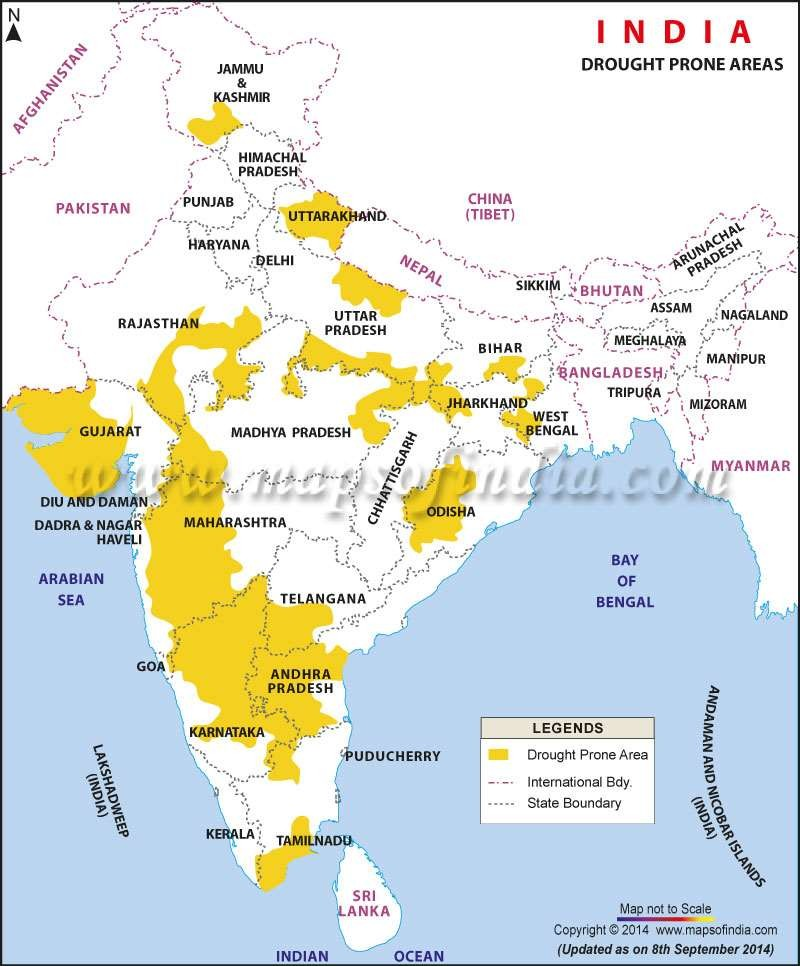 N
INDIA
DROUGHT PRONE AREAS
AFGHANISTAN
JAMMU
&
KASHMIR
HIMACHAL
PRADESH
PAKISTAN
PUNJAB
UTTARAKHAND
CHINA
(TIBET)
HARYANA
DELHI
NEPAL
SIKKIM
BHUTAN
ARUNACHAL
PRADESH
ASSAM
NAGALAND
RAJASTHAN
UTTAR
PRADESH
BIHAR
MEGHALAYA
MANIPUR
BANGLADESH
TRIPURA
MIZORAM
JHARKHAND
WEST
BENGAL
GUJARAT
MADHYA PRADESH
CHHATTISGARH
MYANMAR
www.mapsofindia.com
DIU AND DAMAN
DADRA & NAGAR
HAVELI
MAHARASHTRA
ODISHA
ARABIAN
SEA
BAY
OF
BENGAL
TELANGANA
GOA
ANDHRA
PRADESH
KARNATAKA
PUDUCHERRY
LAKSHADWEEP
(INDIA)
ANDAMAN AND NICOBAR ISLANDS
(INDIA)
KERALA
TAMILNADU
SRI
LANKA
INDIAN OCEAN
LEGENDS
Drought Prone Area
International Bdy.
State Boundary
Map not to Scale
Copyright © 2014 www.mapsofindia.com
(Updated as on 8th September 2014)